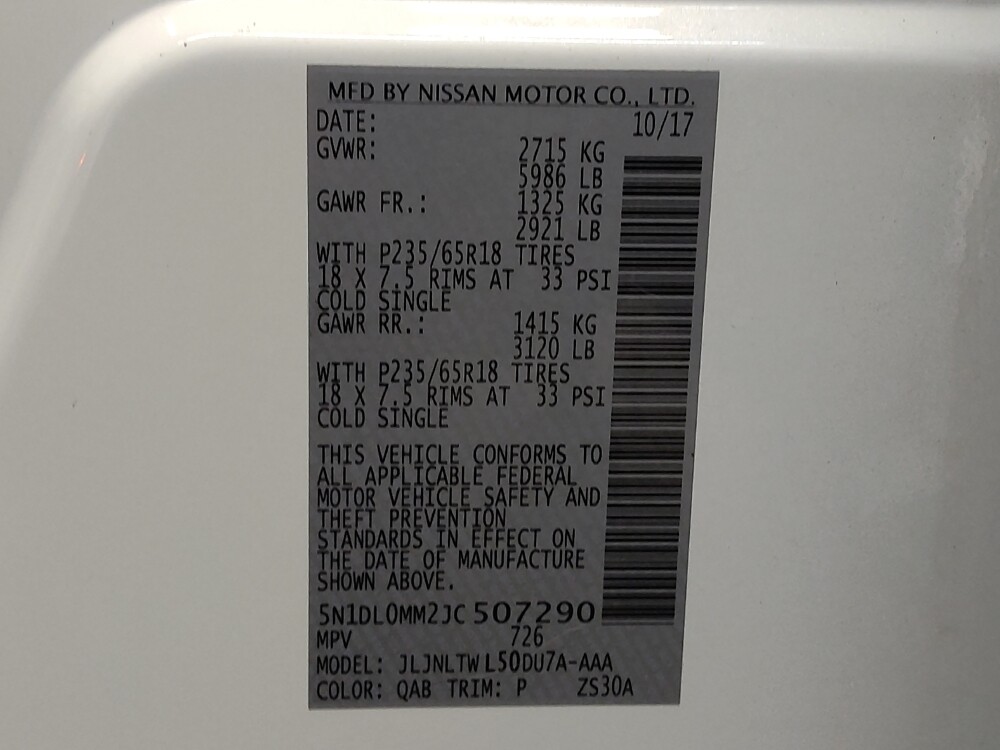 MFD BY NISSAN MOTOR CO., LTD.
DATE: 10/17
GVWR: 2715 KG
5986 LB
GAWR FR.: 1325 KG
2921 LB
WITH P235/65R18 TIRES
18 X 7.5 RIMS AT 33 PSI
COLD SINGLE
GAWR RR.: 1415 KG
3120 LB
WITH P235/65R18 TIRES
18 X 7.5 RIMS AT 33 PSI
COLD SINGLE
THIS VEHICLE CONFORMS TO
ALL APPLICABLE FEDERAL
MOTOR VEHICLE SAFETY AND
THEFT PREVENTION
STANDARDS IN EFFECT ON
THE DATE OF MANUFACTURE
SHOWN ABOVE.
5N1DL0MM2JC 507290
MPV 726
MODEL: JLJNLTWL50DU7A-AAA
COLOR: QAB TRIM: P ZS30A